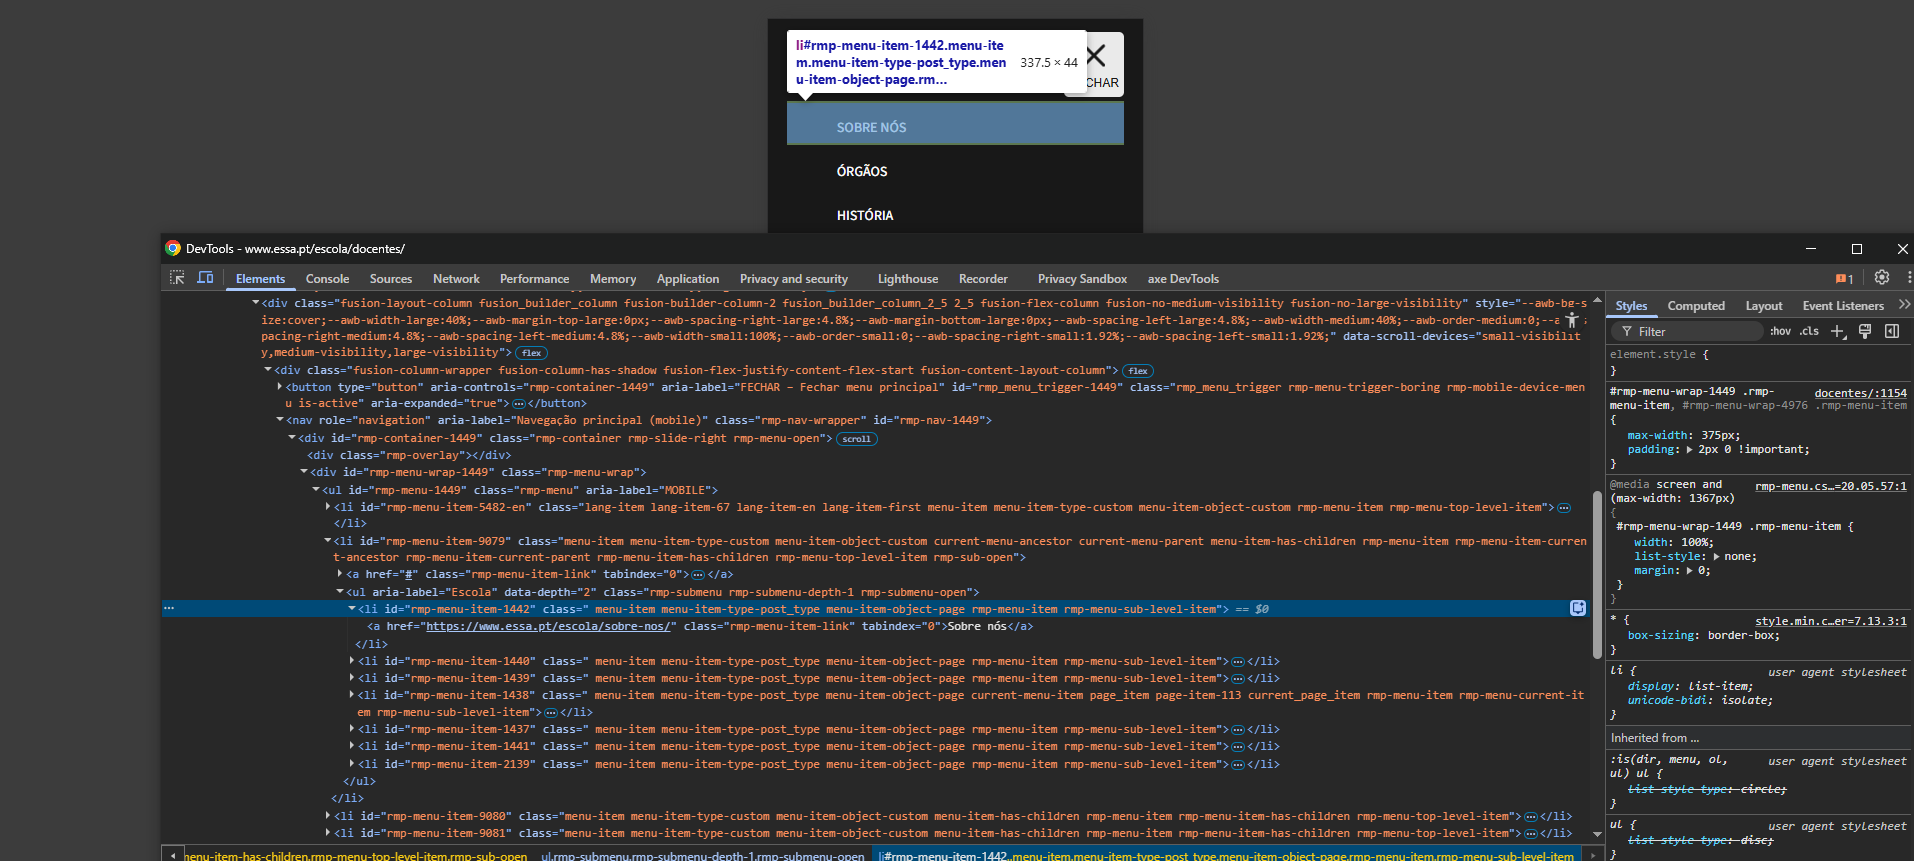 li#rmp-menu-item-1442.menu-ite
m.menu-item-type-post_type.men
u-item-object-page.rm...
337.5 × 44
CHAR
SOBRE NÓS
ÓRGÃOS
HISTÓRIA
DevTools - www.essa.pt/escola/docentes/
Elements Console Sources Network Performance Memory Application Privacy and security Lighthouse Recorder Privacy Sandbox axe DevTools 1
<div class="fusion-layout-column fusion_builder_column fusion-builder-column-2 fusion_builder_column_2_5 2_5 fusion-flex-column fusion-no-medium-visibility fusion-no-large-visibility" style="--awb-bg-s
ize:cover;--awb-width-large:40%;--awb-margin-top-large:0px;--awb-spacing-right-large:4.8%;--awb-margin-bottom-large:0px;--awb-spacing-left-large:4.8%;--awb-width-medium:40%;--awb-order-medium:0;--a
pacing-right-medium:4.8%;--awb-spacing-left-medium:4.8%;--awb-width-small:100%;--awb-order-small:0;--awb-spacing-right-small:1.92%;--awb-spacing-left-small:1.92%;" data-scroll-devices="small-visibilit
y,medium-visibility,large-visibility"> flex
<div class="fusion-column-wrapper fusion-column-has-shadow fusion-flex-justify-content-flex-start fusion-content-layout-column"> flex
<button type="button" aria-controls="rmp-container-1449" aria-label="FECHAR – Fechar menu principal" id="rmp_menu_trigger-1449" class="rmp_menu_trigger rmp-menu-trigger-boring rmp-mobile-device-men
u is-active" aria-expanded="true"> ... </button>
<nav role="navigation" aria-label="Navegação principal (mobile)" class="rmp-nav-wrapper" id="rmp-nav-1449">
<div id="rmp-container-1449" class="rmp-container rmp-slide-right rmp-menu-open"> scroll
<div class="rmp-overlay"></div>
<div id="rmp-menu-wrap-1449" class="rmp-menu-wrap">
<ul id="rmp-menu-1449" class="rmp-menu" aria-label="MOBILE">
<li id="rmp-menu-item-5482-en" class="lang-item lang-item-67 lang-item-en lang-item-first menu-item menu-item-type-custom menu-item-object-custom rmp-menu-item rmp-menu-top-level-item"> ...
</li>
<li id="rmp-menu-item-9079" class="menu-item menu-item-type-custom menu-item-object-custom current-menu-ancestor current-menu-parent menu-item-has-children rmp-menu-item rmp-menu-item-curren
t-ancestor rmp-menu-item-current-parent rmp-menu-item-has-children rmp-menu-top-level-item rmp-sub-open">
<a href="#" class="rmp-menu-item-link" tabindex="0"> ... </a>
<ul aria-label="Escola" data-depth="2" class="rmp-submenu rmp-submenu-depth-1 rmp-submenu-open">
... <li id="rmp-menu-item-1442" class=" menu-item menu-item-type-post_type menu-item-object-page rmp-menu-item rmp-menu-sub-level-item"> == $0
<a href="https://www.essa.pt/escola/sobre-nos/" class="rmp-menu-item-link" tabindex="0">Sobre nós</a>
</li>
<li id="rmp-menu-item-1440" class=" menu-item menu-item-type-post_type menu-item-object-page rmp-menu-item rmp-menu-sub-level-item"> ... </li>
<li id="rmp-menu-item-1439" class=" menu-item menu-item-type-post_type menu-item-object-page rmp-menu-item rmp-menu-sub-level-item"> ... </li>
<li id="rmp-menu-item-1438" class=" menu-item menu-item-type-post_type menu-item-object-page current-menu-item page_item page-item-113 current_page_item rmp-menu-item rmp-menu-current-it
em rmp-menu-sub-level-item"> ... </li>
<li id="rmp-menu-item-1437" class=" menu-item menu-item-type-post_type menu-item-object-page rmp-menu-item rmp-menu-sub-level-item"> ... </li>
<li id="rmp-menu-item-1441" class=" menu-item menu-item-type-post_type menu-item-object-page rmp-menu-item rmp-menu-sub-level-item"> ... </li>
<li id="rmp-menu-item-2139" class=" menu-item menu-item-type-post_type menu-item-object-page rmp-menu-item rmp-menu-sub-level-item"> ... </li>
</ul>
</li>
<li id="rmp-menu-item-9080" class="menu-item menu-item-type-custom menu-item-object-custom menu-item-has-children rmp-menu-item rmp-menu-item-has-children rmp-menu-top-level-item"> ... </li>
<li id="rmp-menu-item-9081" class="menu-item menu-item-type-custom menu-item-object-custom menu-item-has-children rmp-menu-item rmp-menu-item-has-children rmp-menu-top-level-item"> ... </li>
menu-item-has-children.rmp-menu-top-level-item.rmp-sub-open ul.rmp-submenu.rmp-submenu-depth-1.rmp-submenu-open li#rmp-menu-item-1442..menu-item.menu-item-type-post_type.menu-item-object-page.rmp-menu-item.rmp-menu-sub-level-item
Styles Computed Layout Event Listeners
Filter :hov .cls
element.style {
}
#rmp-menu-wrap-1449 .rmp- docentes/:1154
menu-item, #rmp-menu-wrap-4976 .rmp-menu-item
{
max-width: 375px;
padding: 2px 0 !important;
}
@media screen and rmp-menu.cs…=20.05.57:1
(max-width: 1367px)
{
#rmp-menu-wrap-1449 .rmp-menu-item {
width: 100%;
list-style: none;
margin: 0;
}
}
* { style.min.c…er=7.13.3:1
box-sizing: border-box;
}
li { user agent stylesheet
display: list-item;
unicode-bidi: isolate;
}
Inherited from ...
:is(dir, menu, ol, user agent stylesheet
ul) ul {
list-style-type: circle;
}
ul { user agent stylesheet
list-style-type: disc;